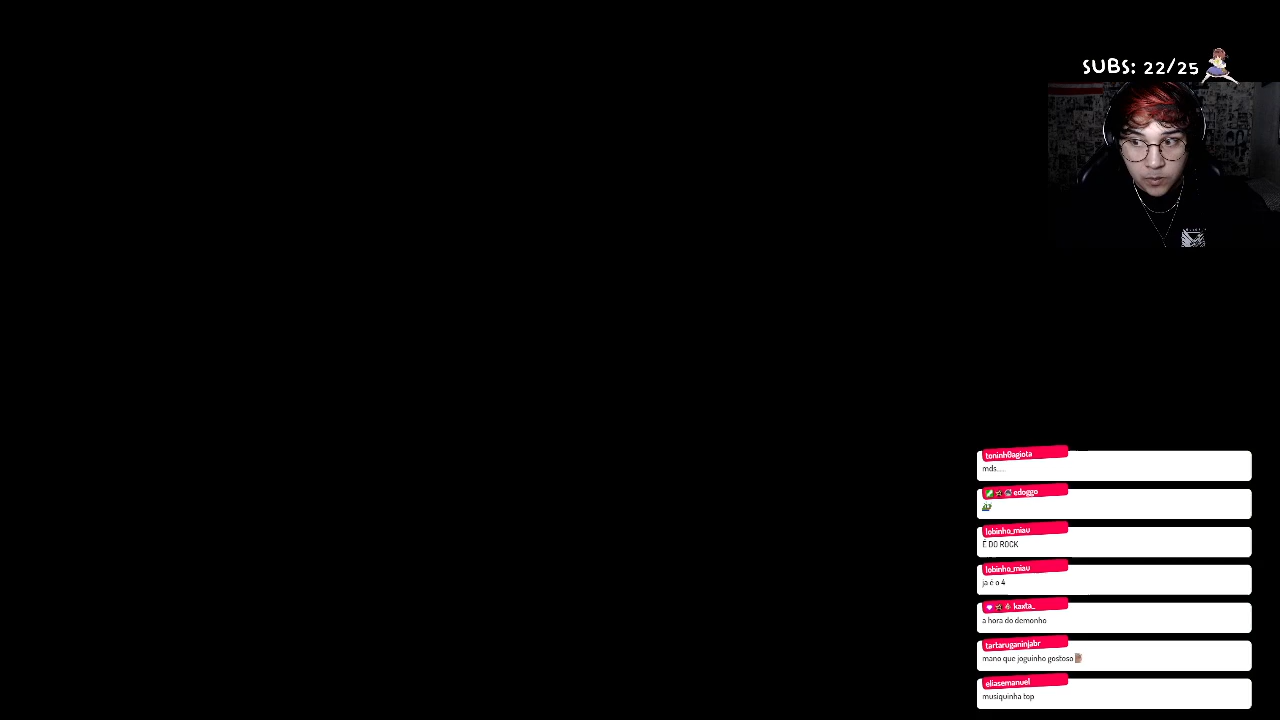 SUBS: 22/25
toninh0agiota
mds.....
edoggo
lobinho_miau
É DO ROCK
lobinho_miau
ja é o 4
kaxta_
a hora do demonho
tartaruganinjabr
mano que joguinho gostoso
eliasemanuel
musiquinha top